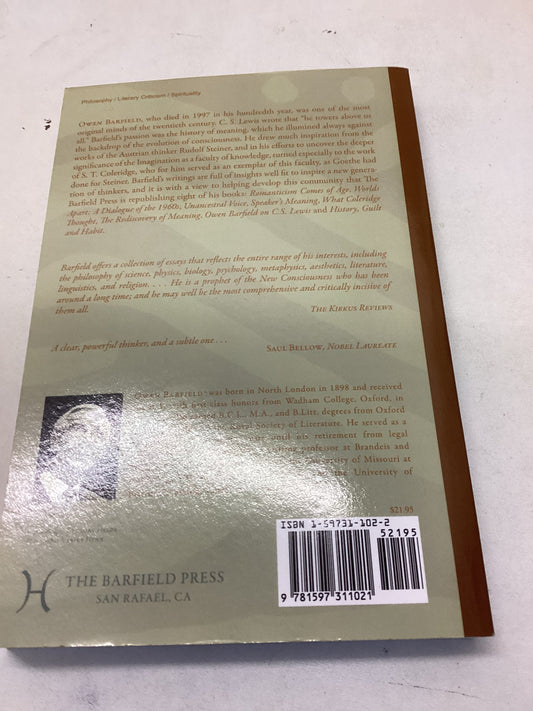 Philosophy / Literary Criticism / Spirituality
OWEN BARFIELD, who died in 1997 in his hundredth year, was one of the most
original minds of the twentieth century. C. S. Lewis wrote that "he towers above us
all." Barfield's passion was the history of meaning, which he illumined always against
the backdrop of the evolution of consciousness. He drew much inspiration from the
works of the Austrian thinker Rudolf Steiner, and in his efforts to uncover the deeper
significance of the Imagination as a faculty of knowledge, turned especially to the work
of S. T. Coleridge, who for him served as an exemplar of this faculty, as Goethe had
done for Steiner. Barfield's writings are full of insights well fit to inspire a new genera-
tion of thinkers, and it is with a view to helping develop this community that The
Barfield Press is republishing eight of his books: Romanticism Comes of Age, Worlds
Apart: A Dialogue of the 1960s, Unancestral Voice, Speaker's Meaning, What Coleridge
Thought, The Rediscovery of Meaning, Owen Barfield on C.S. Lewis and History, Guilt
and Habit.
Barfield offers a collection of essays that reflects the entire range of his interests, including
the philosophy of science, physics, biology, psychology, metaphysics, aesthetics, literature,
linguistics, and religion. . . . He is a prophet of the New Consciousness who has been
around a long time; and he may well be the most comprehensive and critically incisive of
them all.
THE KIRKUS REVIEWS
A clear, powerful thinker, and a subtle one . . .
SAUL BELLOW, NOBEL LAUREATE
OWEN BARFIELD was born in North London in 1898 and received
with first class honors from Wadham College, Oxford, in
B.C.L., M.A., and B.Litt. degrees from Oxford
Royal Society of Literature. He served as a
until his retirement from legal
professor at Brandeis and
University of Missouri at
the University of
$21.95
ISBN 1-59731-102-2
52195
9 781597 311021
THE BARFIELD PRESS
SAN RAFAEL, CA